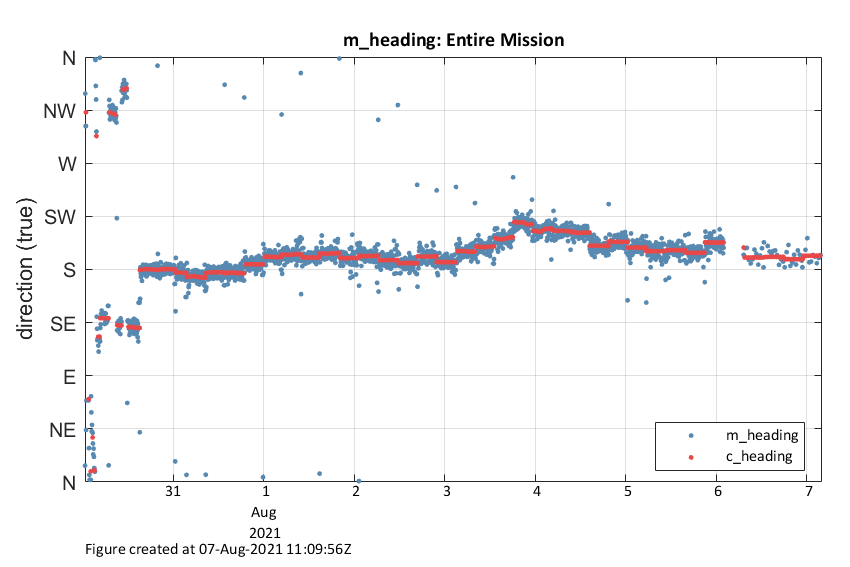 m_heading: Entire Mission
N
NW
W
SW
S
SE
E
NE
N
direction (true)
m_heading
c_heading
31 1 2 3 4 5 6 7
Aug
2021
Figure created at 07-Aug-2021 11:09:56Z